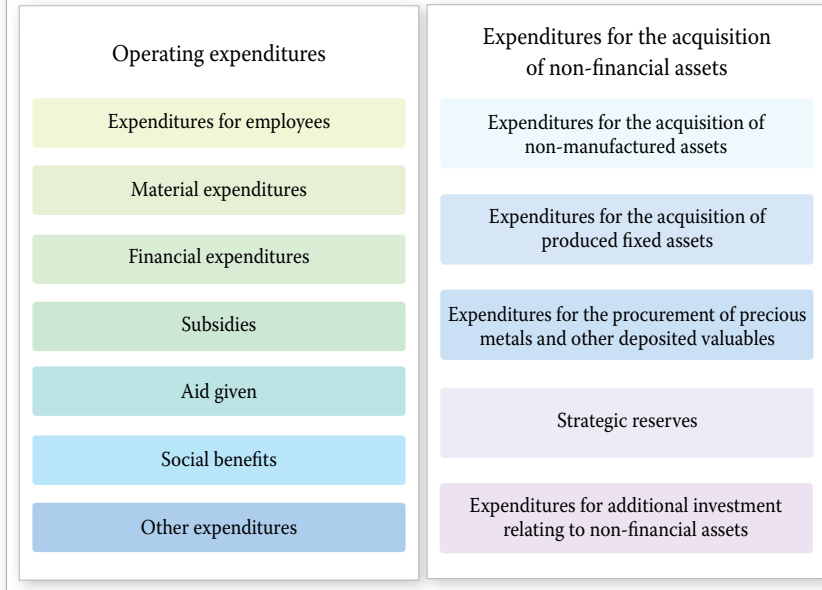 Operating expenditures
Expenditures for employees
Material expenditures
Financial expenditures
Subsidies
Aid given
Social benefits
Other expenditures
Expenditures for the acquisition
of non-financial assets
Expenditures for the acquisition of
non-manufactured assets
Expenditures for the acquisition of
produced fixed assets
Expenditures for the procurement of precious
metals and other deposited valuables
Strategic reserves
Expenditures for additional investment
relating to non-financial assets